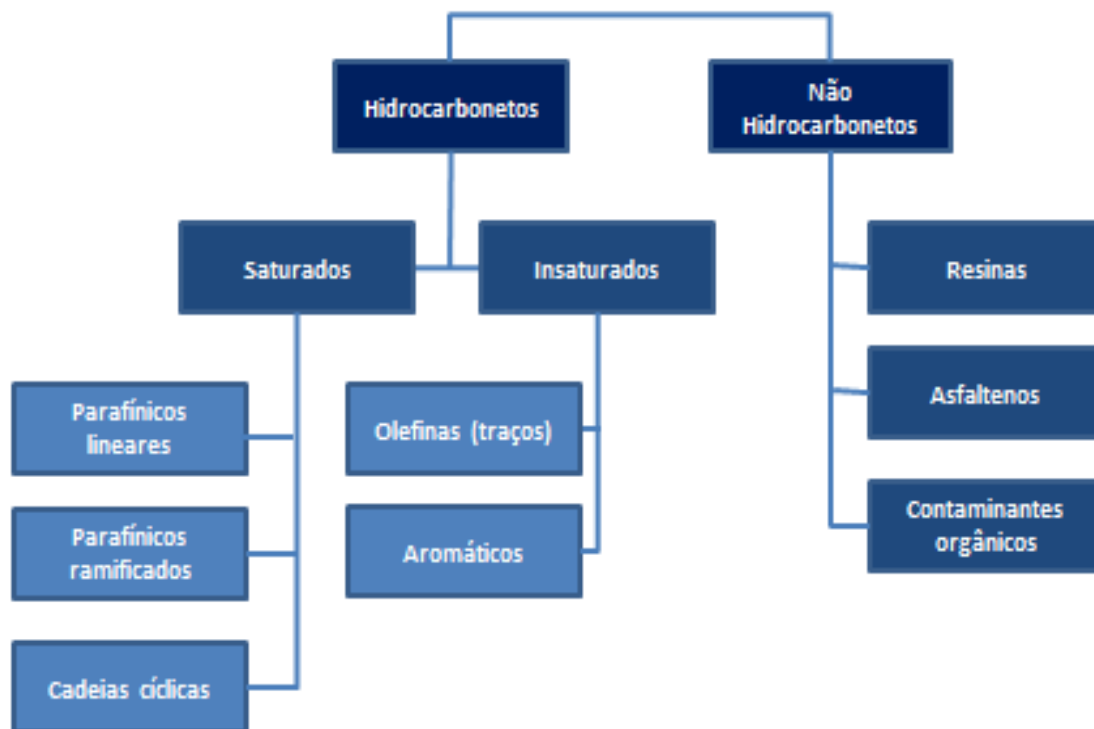 Hidrocarbonetos
Não
Hidrocarbonetos
Saturados
Insaturados
Resinas
Parafínicos
lineares
Olefinas (traços)
Asfaltenos
Parafínicos
ramificados
Aromáticos
Contaminantes
orgânicos
Cadeias cíclicas